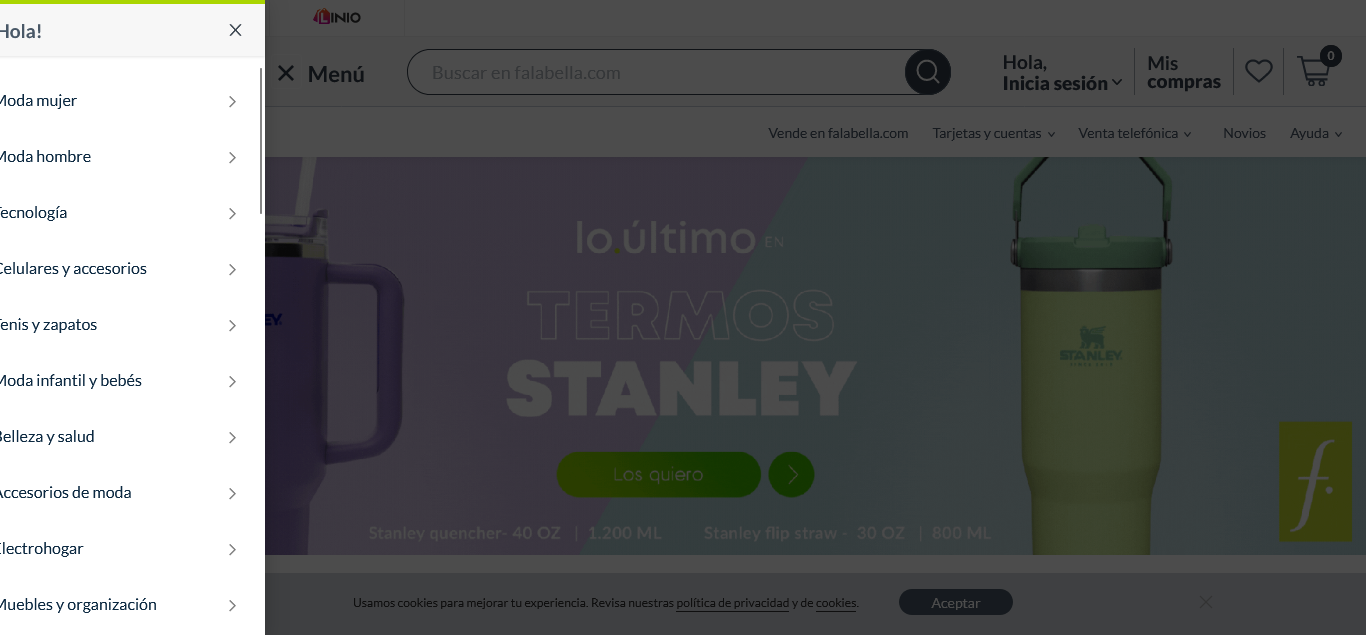 LINIO
Hola!
Menú
Buscar en falabella.com
Hola,
Inicia sesión
Mis
compras
0
Vende en falabella.com
Tarjetas y cuentas
Venta telefónica
Novios
Ayuda
Moda mujer
Moda hombre
Tecnología
Celulares y accesorios
Tenis y zapatos
Moda infantil y bebés
Belleza y salud
Accesorios de moda
Electrohogar
Muebles y organización
lo.último EN
TERMOS
STANLEY
STANLEY
Los quiero
f.
Stanley quencher- 40 OZ | 1.200 ML
Stanley flip straw - 30 OZ | 800 ML
Usamos cookies para mejorar tu experiencia. Revisa nuestras política de privacidad y de cookies.
Aceptar